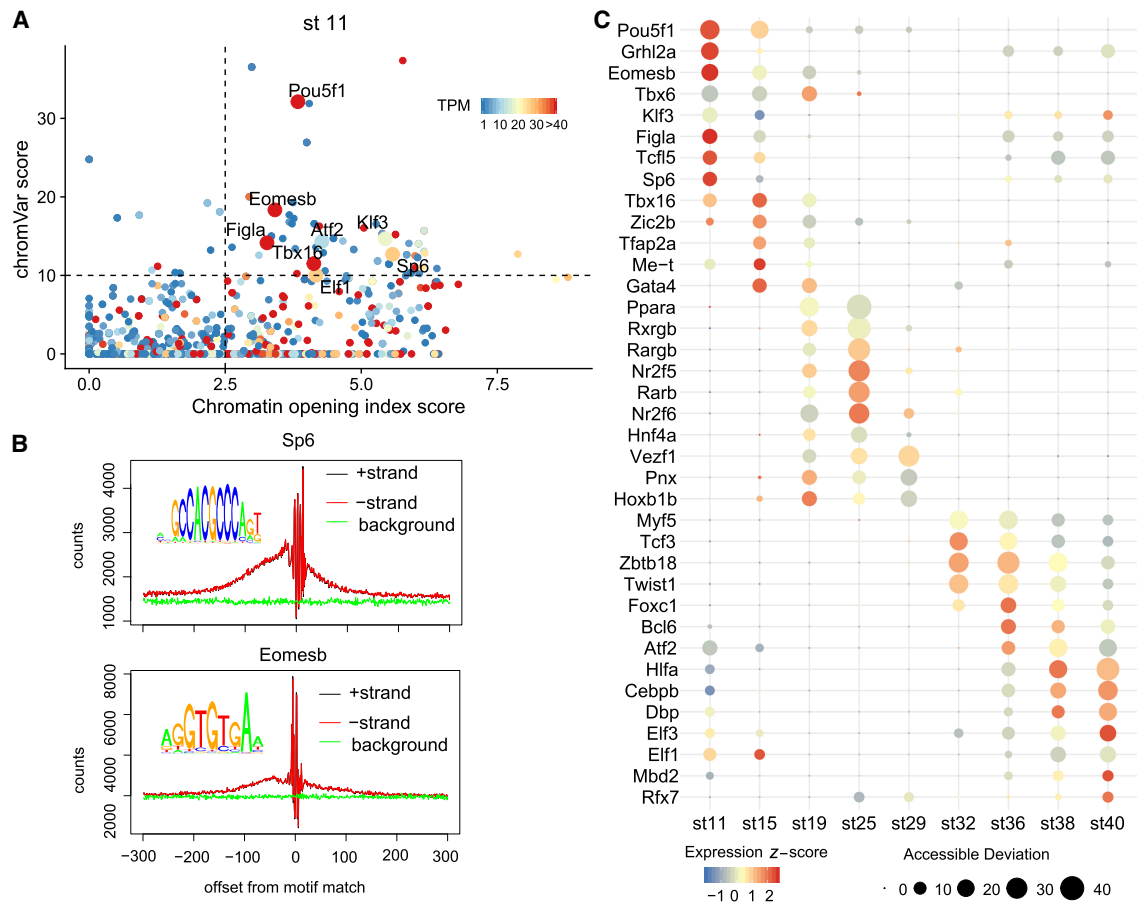 A
st 11
chromVar score
30
20
10
0
Pou5f1
TPM
1 10 20 30 >40
Eomesb
Figla
Atf2
Klf3
Tbx16
Sp6
Elf1
0.0 2.5 5.0 7.5
Chromatin opening index score
B
Sp6
counts
1000 2000 3000 4000
GCCACGCCCAGT
+strand
−strand
background
Eomesb
counts
2000 4000 6000 8000
AGGTGTGAA
+strand
−strand
background
−300 −200 −100 0 100 200 300
offset from motif match
C
Pou5f1
Grhl2a
Eomesb
Tbx6
Klf3
Figla
Tcfl5
Sp6
Tbx16
Zic2b
Tfap2a
Me−t
Gata4
Ppara
Rxrgb
Rargb
Nr2f5
Rarb
Nr2f6
Hnf4a
Vezf1
Pnx
Hoxb1b
Myf5
Tcf3
Zbtb18
Twist1
Foxc1
Bcl6
Atf2
Hlfa
Cebpb
Dbp
Elf3
Elf1
Mbd2
Rfx7
st11 st15 st19 st25 st29 st32 st36 st38 st40
Expression z−score
−1 0 1 2
Accessible Deviation
0 10 20 30 40